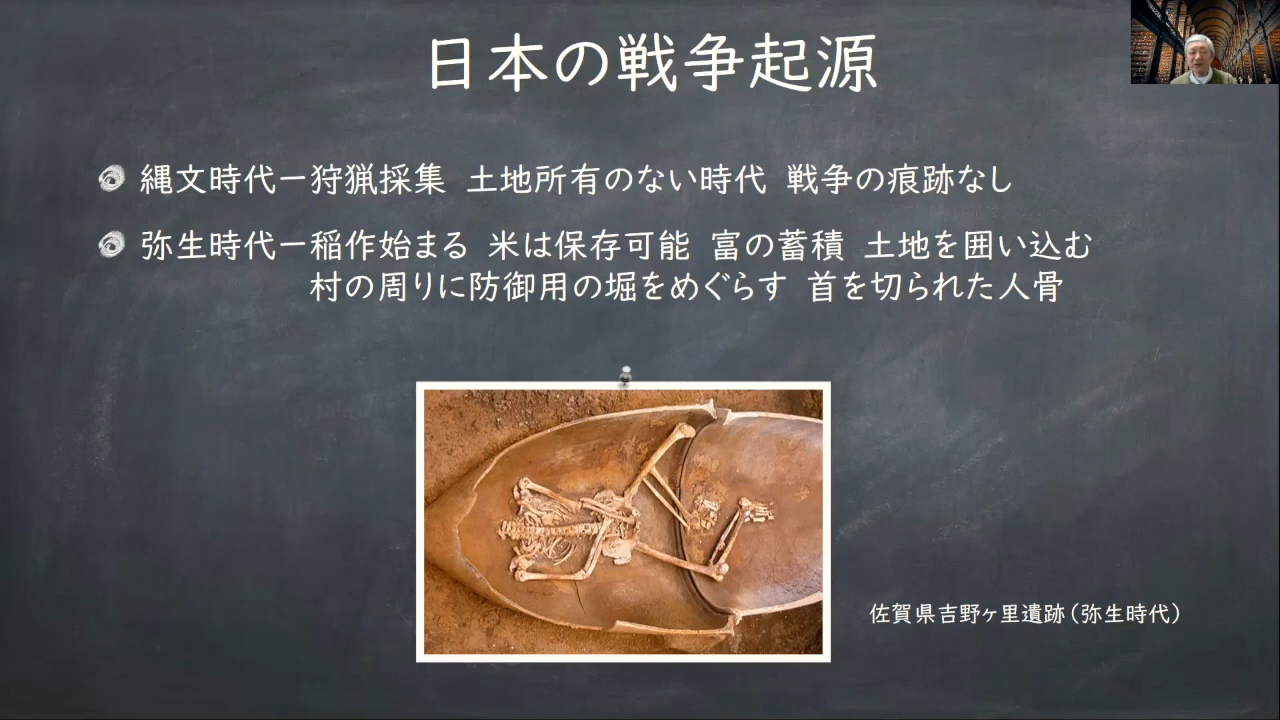 日本の戦争起源
縄文時代ー狩猟採集 土地所有のない時代 戦争の痕跡なし
弥生時代ー稲作始まる 米は保存可能 富の蓄積 土地を囲い込む
村の周りに防御用の堀をめぐらす 首を切られた人骨
佐賀県吉野ヶ里遺跡(弥生時代)